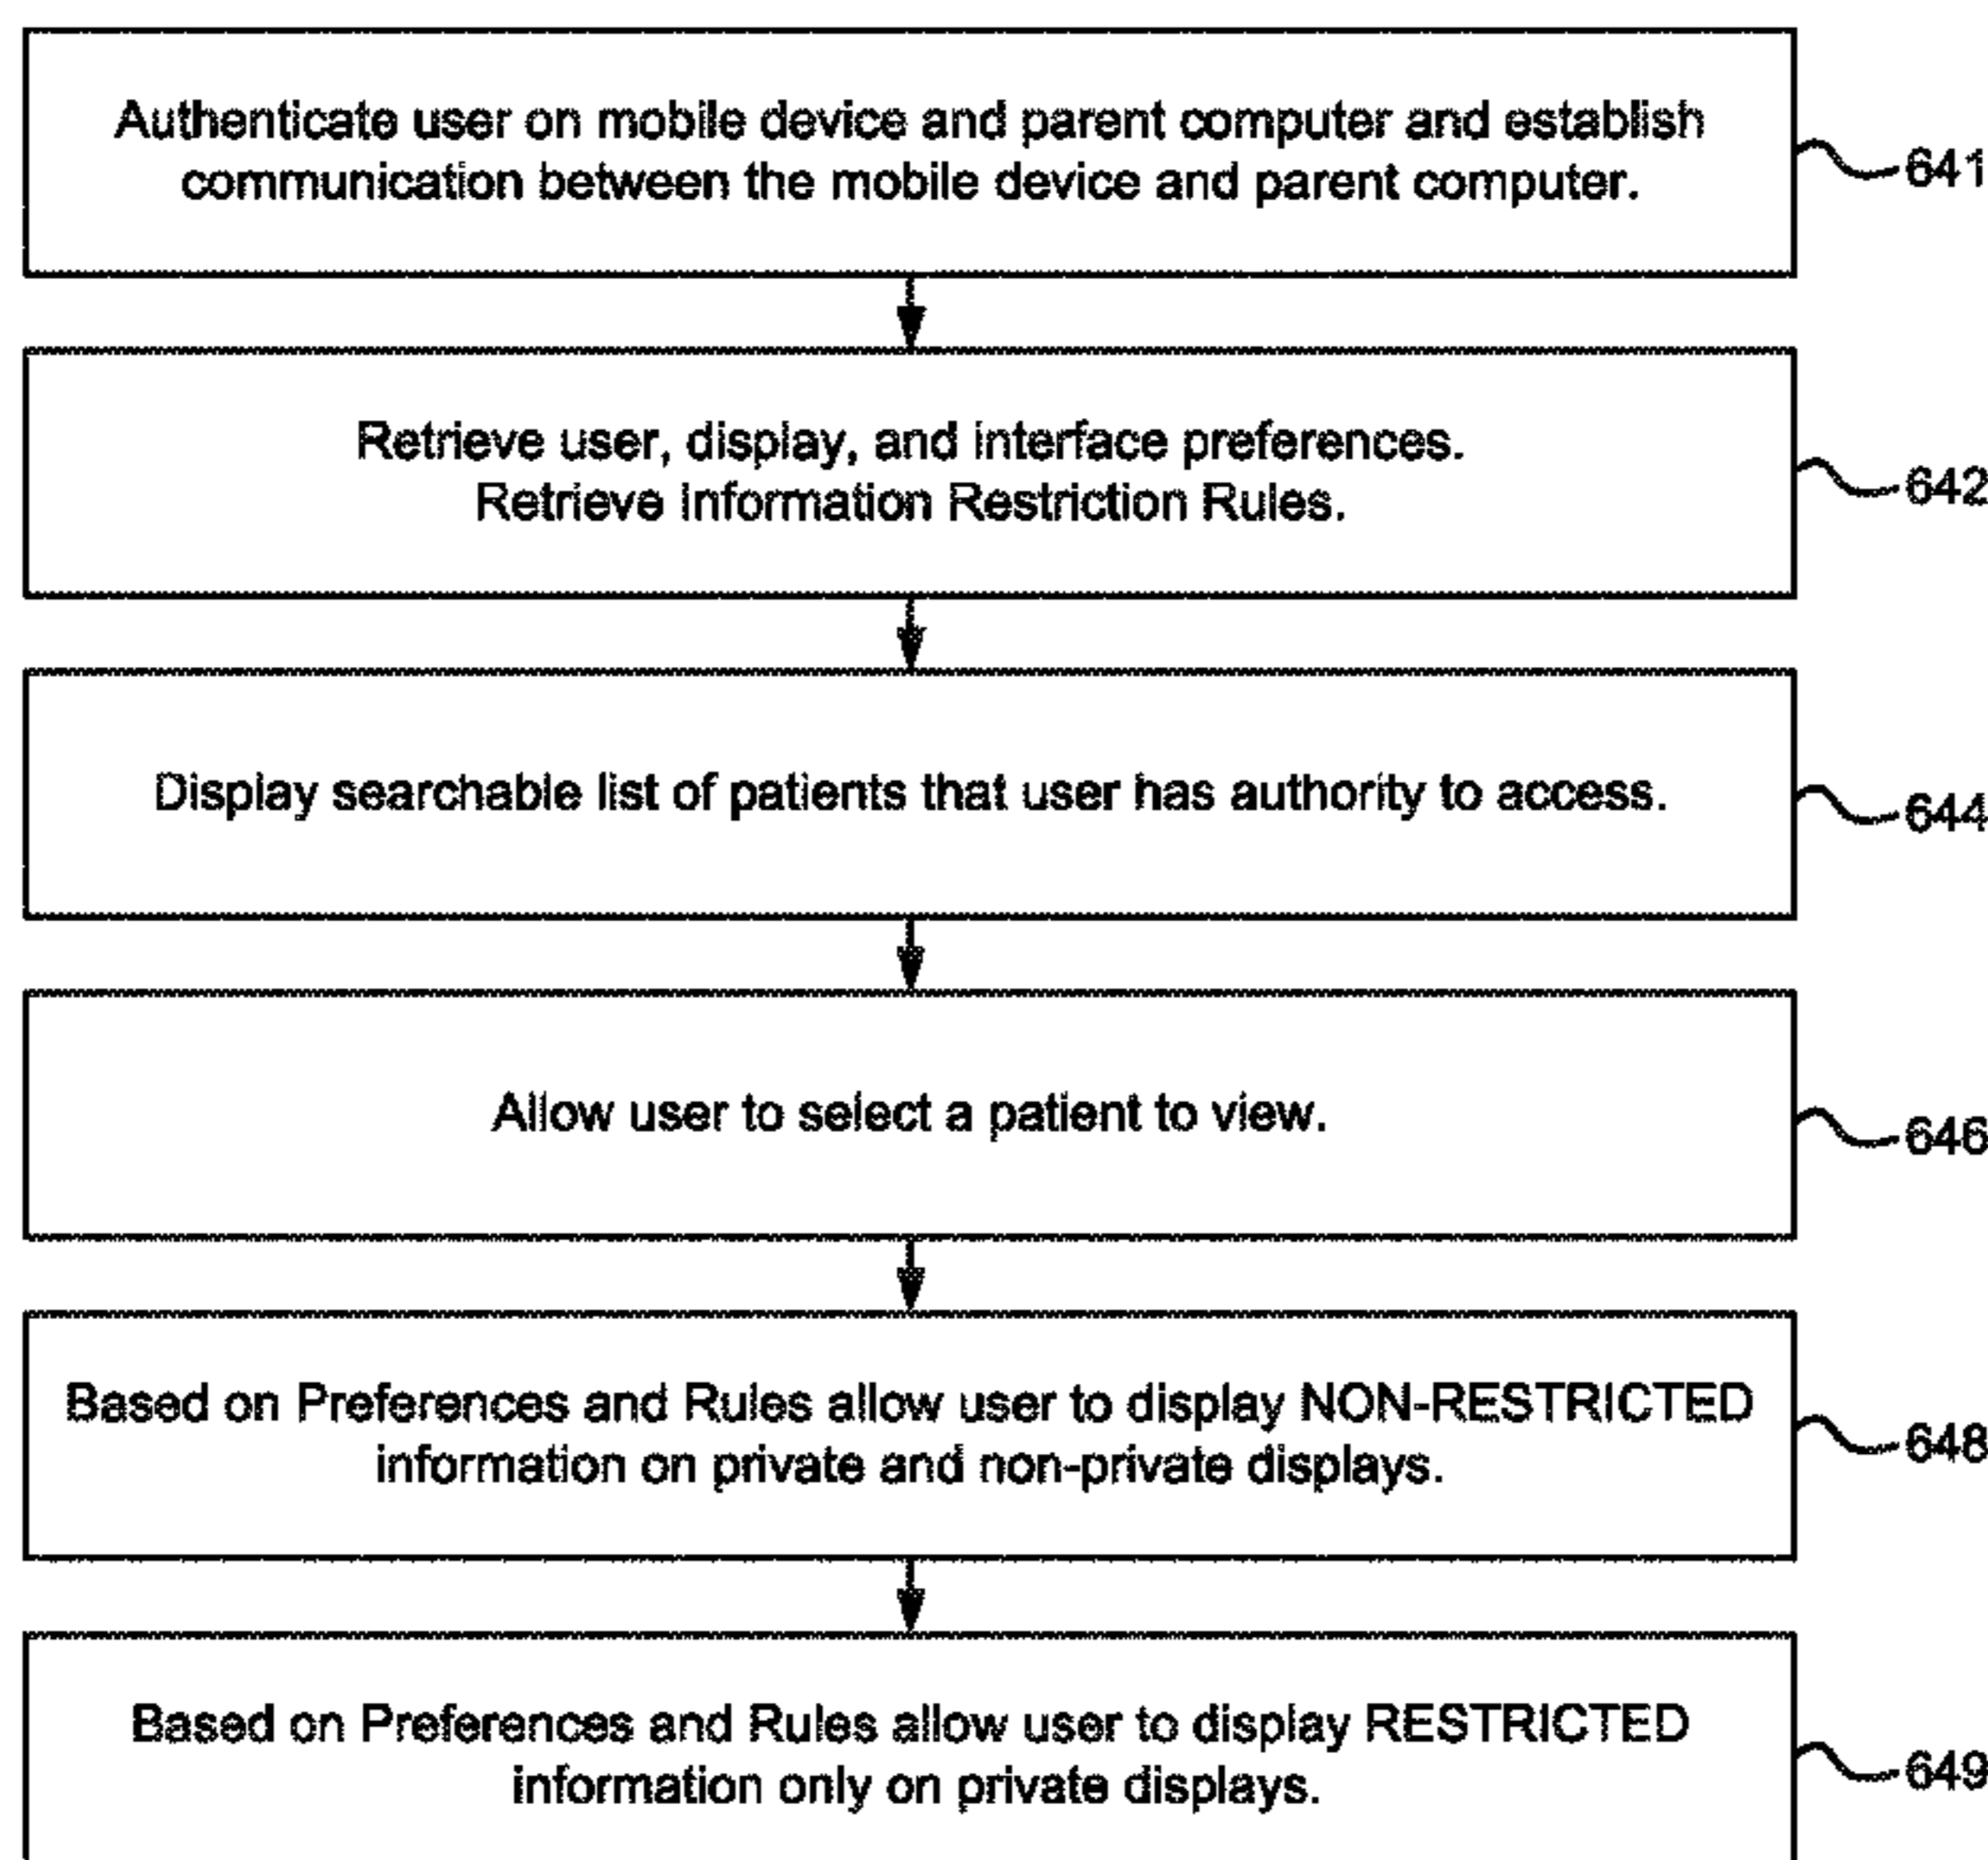 Authenticate user on mobile device and parent computer and establish
communication between the mobile device and parent computer.
641
Retrieve user, display, and interface preferences.
Retrieve Information Restriction Rules.
642
Display searchable list of patients that user has authority to access.
644
Allow user to select a patient to view.
646
Based on Preferences and Rules allow user to display NON-RESTRICTED
information on private and non-private displays.
648
Based on Preferences and Rules allow user to display RESTRICTED
information only on private displays.
649